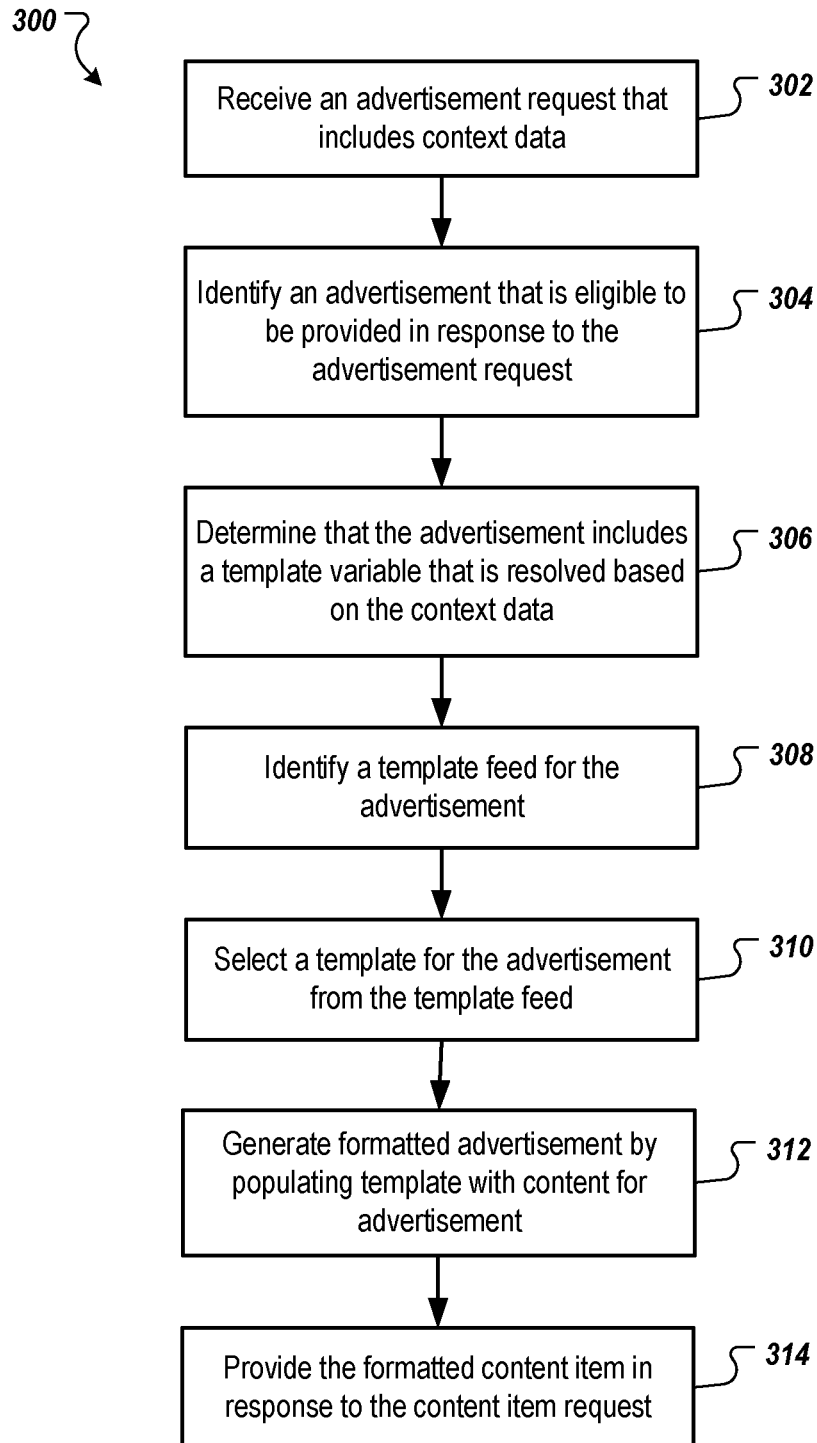 300
Receive an advertisement request that
includes context data
302
Identify an advertisement that is eligible to
be provided in response to the
advertisement request
304
Determine that the advertisement includes
a template variable that is resolved based
on the context data
306
Identify a template feed for the
advertisement
308
Select a template for the advertisement
from the template feed
310
Generate formatted advertisement by
populating template with content for
advertisement
312
Provide the formatted content item in
response to the content item request
314